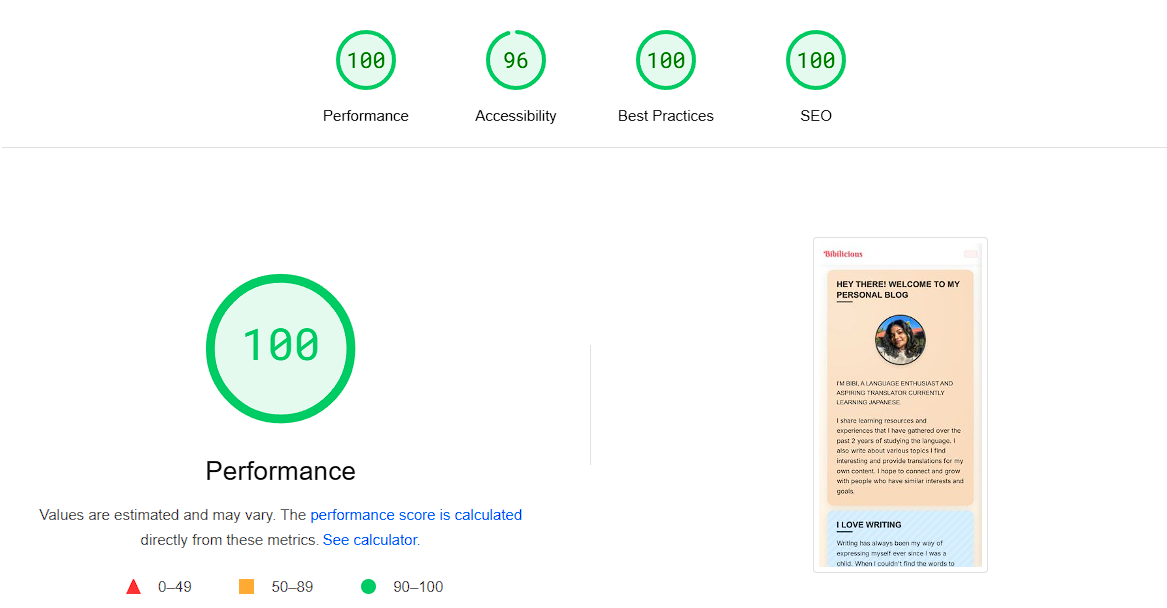 100
96
100
100
Performance
Accessibility
Best Practices
SEO
100
Performance
Values are estimated and may vary. The performance score is calculated
directly from these metrics. See calculator.
0–49
50–89
90–100
Bibilicious
HEY THERE! WELCOME TO MY
PERSONAL BLOG
I'M BIBI, A LANGUAGE ENTHUSIAST AND
ASPIRING TRANSLATOR CURRENTLY
LEARNING JAPANESE.
I share learning resources and
experiences that I have gathered over the
past 2 years of studying the language. I
also write about various topics I find
interesting and provide translations for my
own content. I hope to connect and grow
with people who have similar interests and
goals.
I LOVE WRITING
Writing has always been my way of
expressing myself ever since I was a
child. When I couldn't find the words to